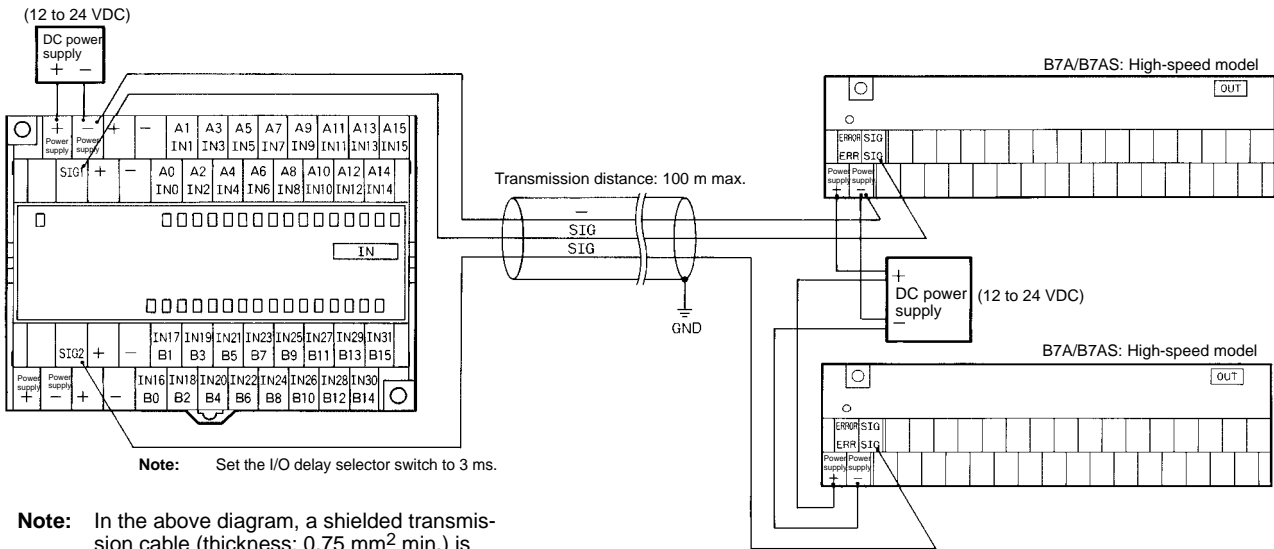 (12 to 24 VDC)
DC power
supply
+ −
B7A/B7AS: High-speed model
OUT
+ − + − A1 A3 A5 A7 A9 A11 A13 A15
Power supply Power supply IN1 IN3 IN5 IN7 IN9 IN11 IN13 IN15
SIG1 + − A0 A2 A4 A6 A8 A10 A12 A14
IN0 IN2 IN4 IN6 IN8 IN10 IN12 IN14
ERROR SIG
ERR SIG
Power supply Power supply
+ −
Transmission distance: 100 m max.
−
SIG
SIG
IN
GND
+
DC power
supply
−
(12 to 24 VDC)
IN17 IN19 IN21 IN23 IN25 IN27 IN29 IN31
SIG2 + − B1 B3 B5 B7 B9 B11 B13 B15
Power supply Power supply IN16 IN18 IN20 IN22 IN24 IN26 IN28 IN30
+ − + − B0 B2 B4 B6 B8 B10 B12 B14
B7A/B7AS: High-speed model
OUT
ERROR SIG
ERR SIG
Power supply Power supply
+ −
Note: Set the I/O delay selector switch to 3 ms.
Note: In the above diagram, a shielded transmis-
sion cable (thickness: 0.75 mm2 min.) is